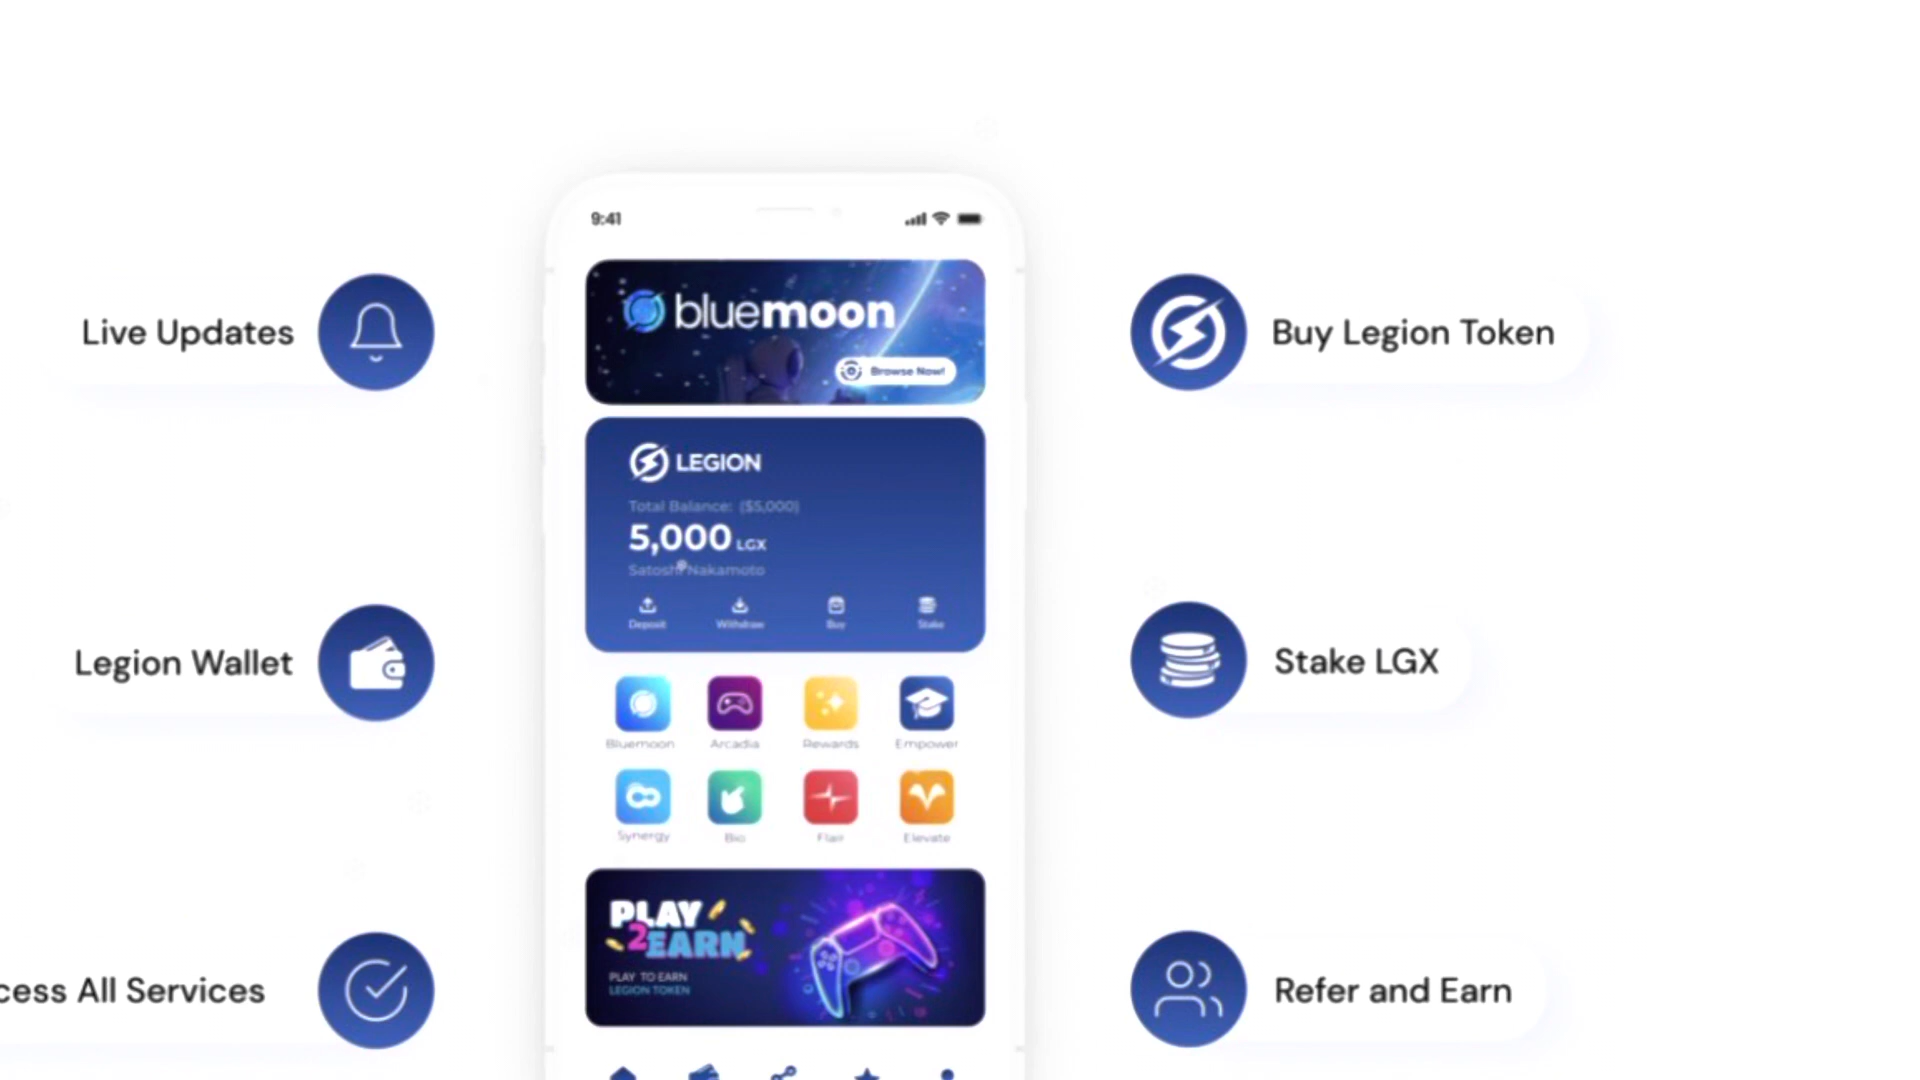 9:41
bluemoon
Browse Now!
LEGION
Total Balance: ($5,000)
5,000 LGX
Satoshi Nakamoto
Deposit Withdraw Buy Stake
Bluemoon Arcadia Rewards Empower
Synergy Bio Flair Elevate
PLAY
2EARN
PLAY TO EARN
LEGION TOKEN
Live Updates
Legion Wallet
cess All Services
Buy Legion Token
Stake LGX
Refer and Earn